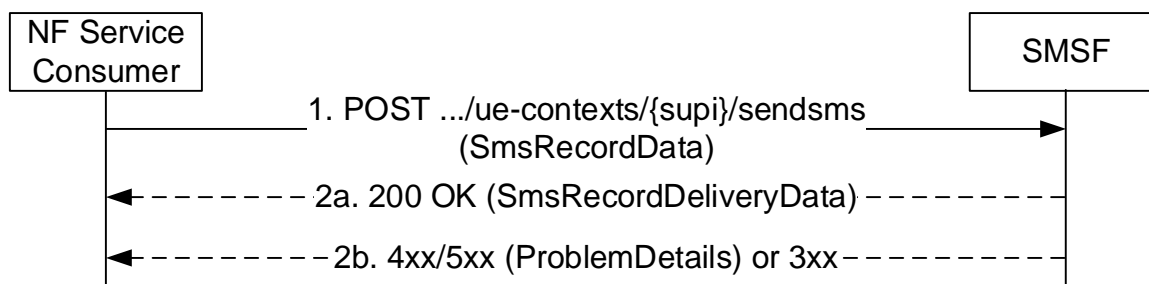 NF Service
Consumer
SMSF
1. POST .../ue-contexts/{supi}/sendsms
(SmsRecordData)
2a. 200 OK (SmsRecordDeliveryData)
2b. 4xx/5xx (ProblemDetails) or 3xx